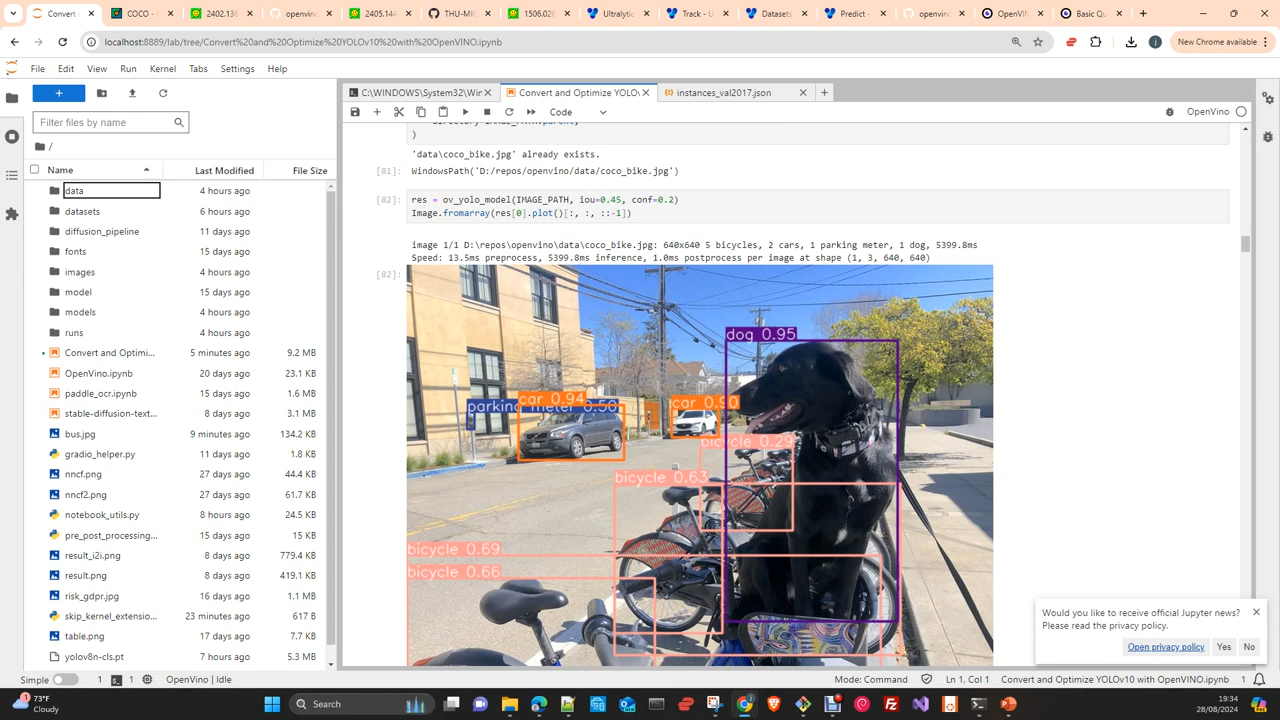 Convert a
COCO - C
2402.136
openvino
2405.144
THU-MIG
1506.026
Ultralytic
Track - U
Datasets
Predict -
openvino
OpenVIN
Basic Qu
localhost:8889/lab/tree/Convert%20and%20Optimize%20YOLOv10%20with%20OpenVINO.ipynb
New Chrome available
File Edit View Run Kernel Tabs Settings Help
C:\WINDOWS\System32\Win
Convert and Optimize YOLO\
instances_val2017.json
Filter files by name
Code
OpenVino
/
Name Last Modified File Size
data 4 hours ago
datasets 6 hours ago
diffusion_pipeline 11 days ago
fonts 15 days ago
images 4 hours ago
model 15 days ago
models 4 hours ago
runs 4 hours ago
Convert and Optimi... 5 minutes ago 9.2 MB
OpenVino.ipynb 20 days ago 23.1 KB
paddle_ocr.ipynb 15 days ago 1.5 MB
stable-diffusion-text... 8 days ago 3.1 MB
bus.jpg 9 minutes ago 134.2 KB
gradio_helper.py 11 days ago 1.8 KB
nncf.png 27 days ago 44.4 KB
nncf2.png 27 days ago 61.7 KB
notebook_utils.py 8 hours ago 24.5 KB
pre_post_processing... 15 days ago 15 KB
result_i2i.png 8 days ago 779.4 KB
result.png 8 days ago 419.1 KB
risk_gdpr.jpg 16 days ago 1.1 MB
skip_kernel_extensio... 23 minutes ago 617 B
table.png 17 days ago 7.7 KB
yolov8n-cls.pt 7 hours ago 5.3 MB
directory=IMAGE_PATH.parent,
)
'data\coco_bike.jpg' already exists.
[81]: WindowsPath('D:/repos/openvino/data/coco_bike.jpg')
[82]: res = ov_yolo_model(IMAGE_PATH, iou=0.45, conf=0.2)
Image.fromarray(res[0].plot()[:, :, ::-1])
image 1/1 D:\repos\openvino\data\coco_bike.jpg: 640x640 5 bicycles, 2 cars, 1 parking meter, 1 dog, 5399.8ms
Speed: 13.5ms preprocess, 5399.8ms inference, 1.0ms postprocess per image at shape (1, 3, 640, 640)
[82]:
dog 0.95
car 0.94
parking meter 0.50
car 0.90
bicycle 0.29
bicycle 0.63
bicycle 0.69
bicycle 0.66
Would you like to receive official Jupyter news?
Please read the privacy policy.
Open privacy policy Yes No
Simple 1 1 OpenVino | Idle Mode: Command Ln 1, Col 1 Convert and Optimize YOLOv10 with OpenVINO.ipynb 1
73°F
Cloudy
Search
19:34
28/08/2024